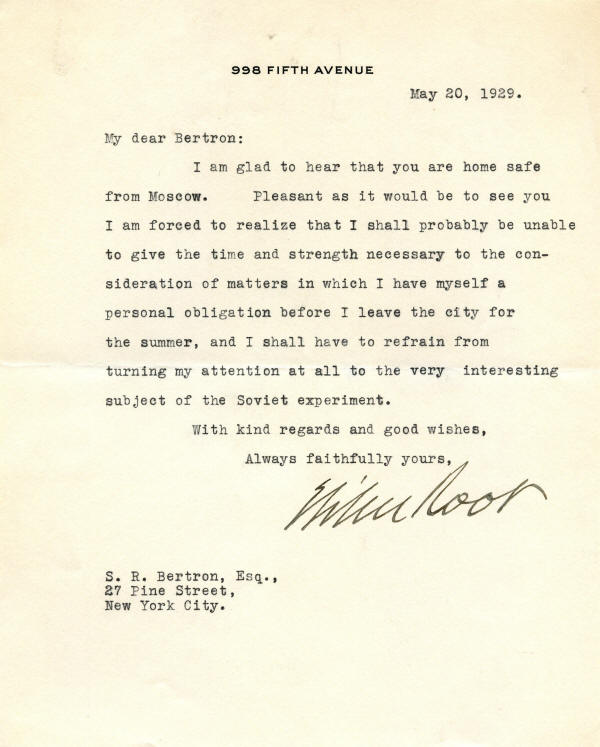 998 FIFTH AVENUE
May 20, 1929.
My dear Bertron:
I am glad to hear that you are home safe
from Moscow. Pleasant as it would be to see you
I am forced to realize that I shall probably be unable
to give the time and strength necessary to the con-
sideration of matters in which I have myself a
personal obligation before I leave the city for
the summer, and I shall have to refrain from
turning my attention at all to the very interesting
subject of the Soviet experiment.
With kind regards and good wishes,
Always faithfully yours,
Elihu Root
S. R. Bertron, Esq.,
27 Pine Street,
New York City.